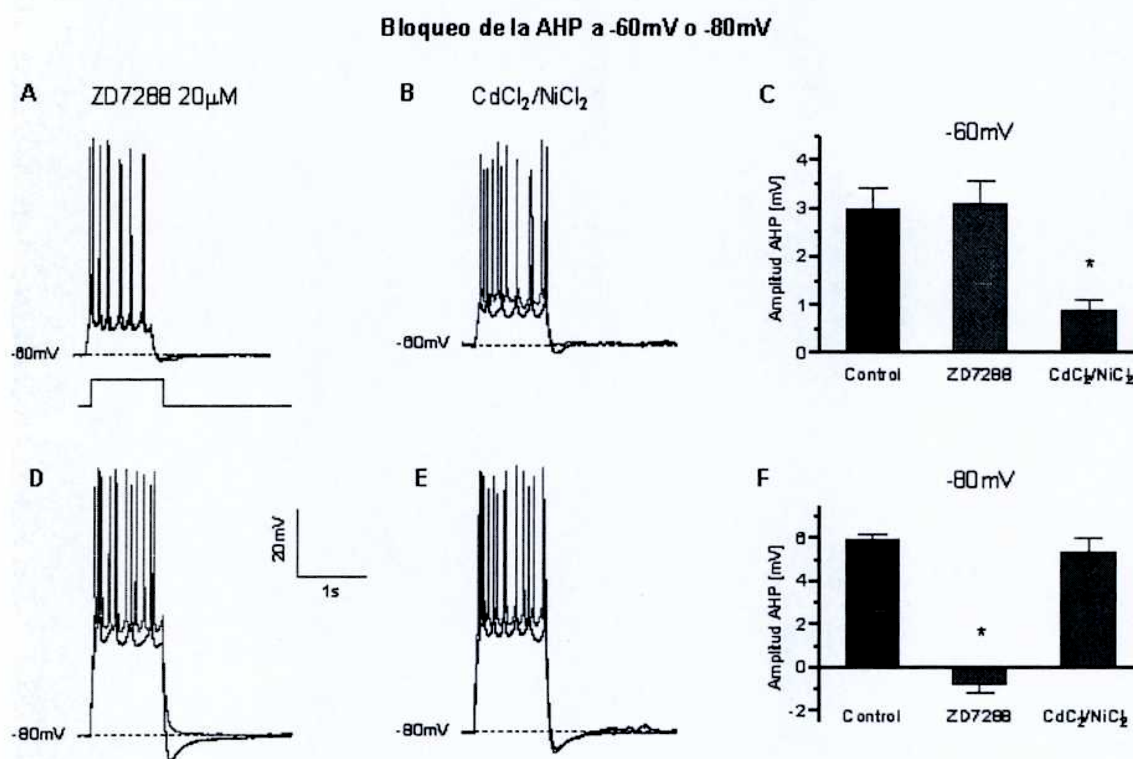 Bloqueo de la AHP a -60mV o -80mV
A ZD7288 20µM
-60mV
B CdCl₂/NiCl₂
-60mV
C
-60mV
Amplitud AHP [mV]
4
3
2
1
0
*
Control ZD7288 CdCl₂/NiCl₂
D
-80mV
20mV
1s
E
-80mV
F
-80mV
Amplitud AHP [mV]
6
4
2
0
-2
*
Control ZD7288 CdCl₂/NiCl₂